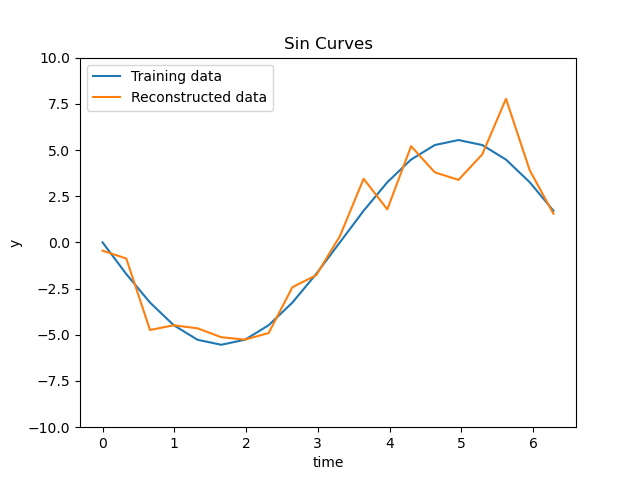 Sin Curves
Training data
Reconstructed data
10.0
7.5
5.0
2.5
0.0
−2.5
−5.0
−7.5
−10.0
y
0 1 2 3 4 5 6
time